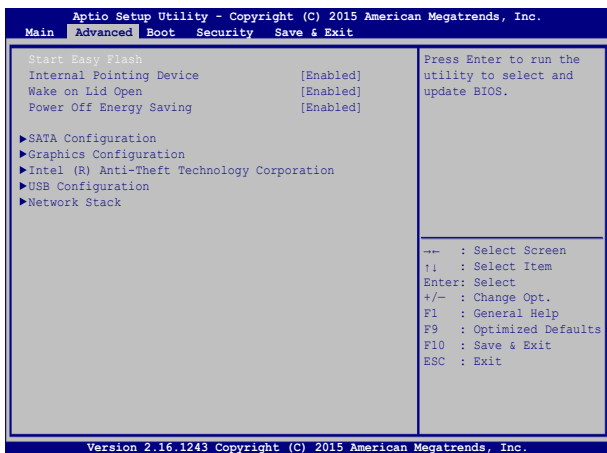 Aptio Setup Utility - Copyright (C) 2015 American Megatrends, Inc.
Main Advanced Boot Security Save & Exit
Start Easy Flash
Internal Pointing Device [Enabled]
Wake on Lid Open [Enabled]
Power Off Energy Saving [Enabled]
▶SATA Configuration
▶Graphics Configuration
▶Intel (R) Anti-Theft Technology Corporation
▶USB Configuration
▶Network Stack
Press Enter to run the
utility to select and
update BIOS.
→← : Select Screen
↑↓ : Select Item
Enter: Select
+/— : Change Opt.
F1 : General Help
F9 : Optimized Defaults
F10 : Save & Exit
ESC : Exit
Version 2.16.1243 Copyright (C) 2015 American Megatrends, Inc.